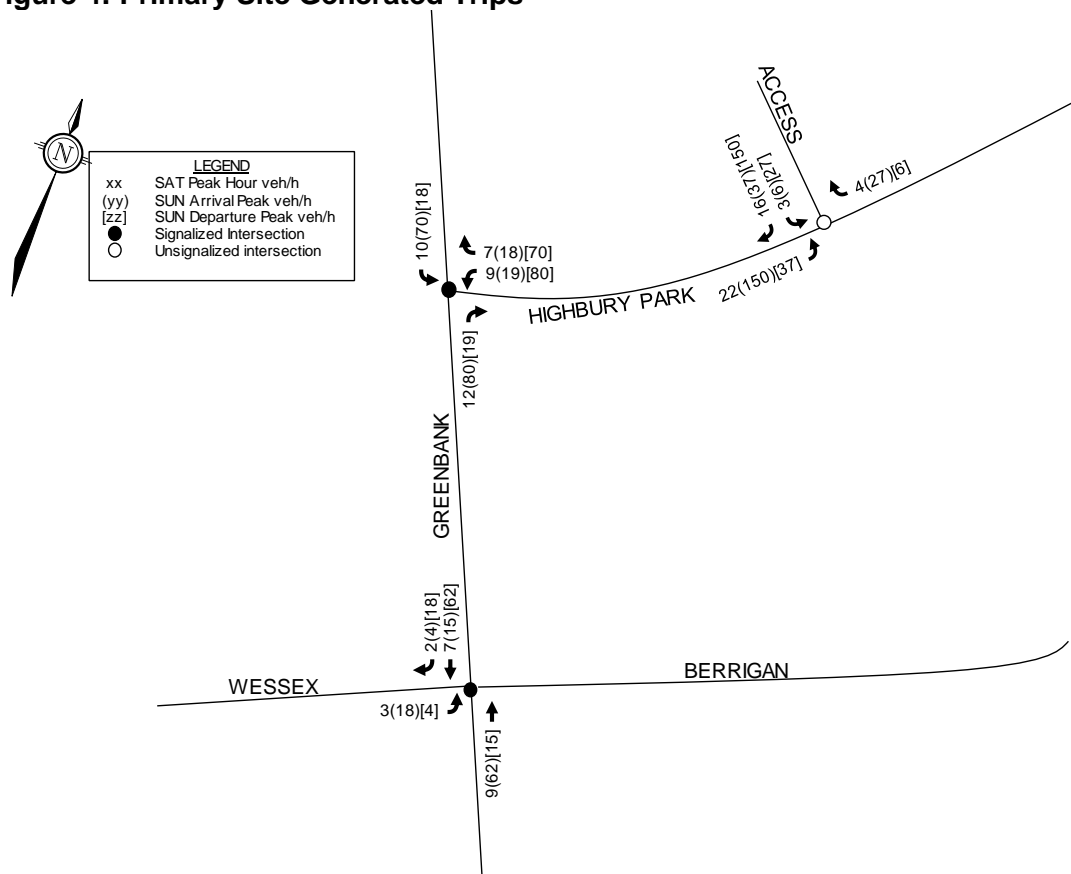 Figure 4: Primary Site Generated Trips
N
LEGEND
xx SAT Peak Hour veh/h
(yy) SUN Arrival Peak veh/h
[zz] SUN Departure Peak veh/h
Signalized Intersection
Unsignalized intersection
ACCESS
16(37)[150]
3(6)[27]
4(27)[6]
22(150)[37]
10(70)[18]
7(18)[70]
9(19)[80]
HIGHBURY PARK
12(80)[19]
GREENBANK
2(4)[18]
7(15)[62]
WESSEX
BERRIGAN
3(18)[4]
9(62)[15]